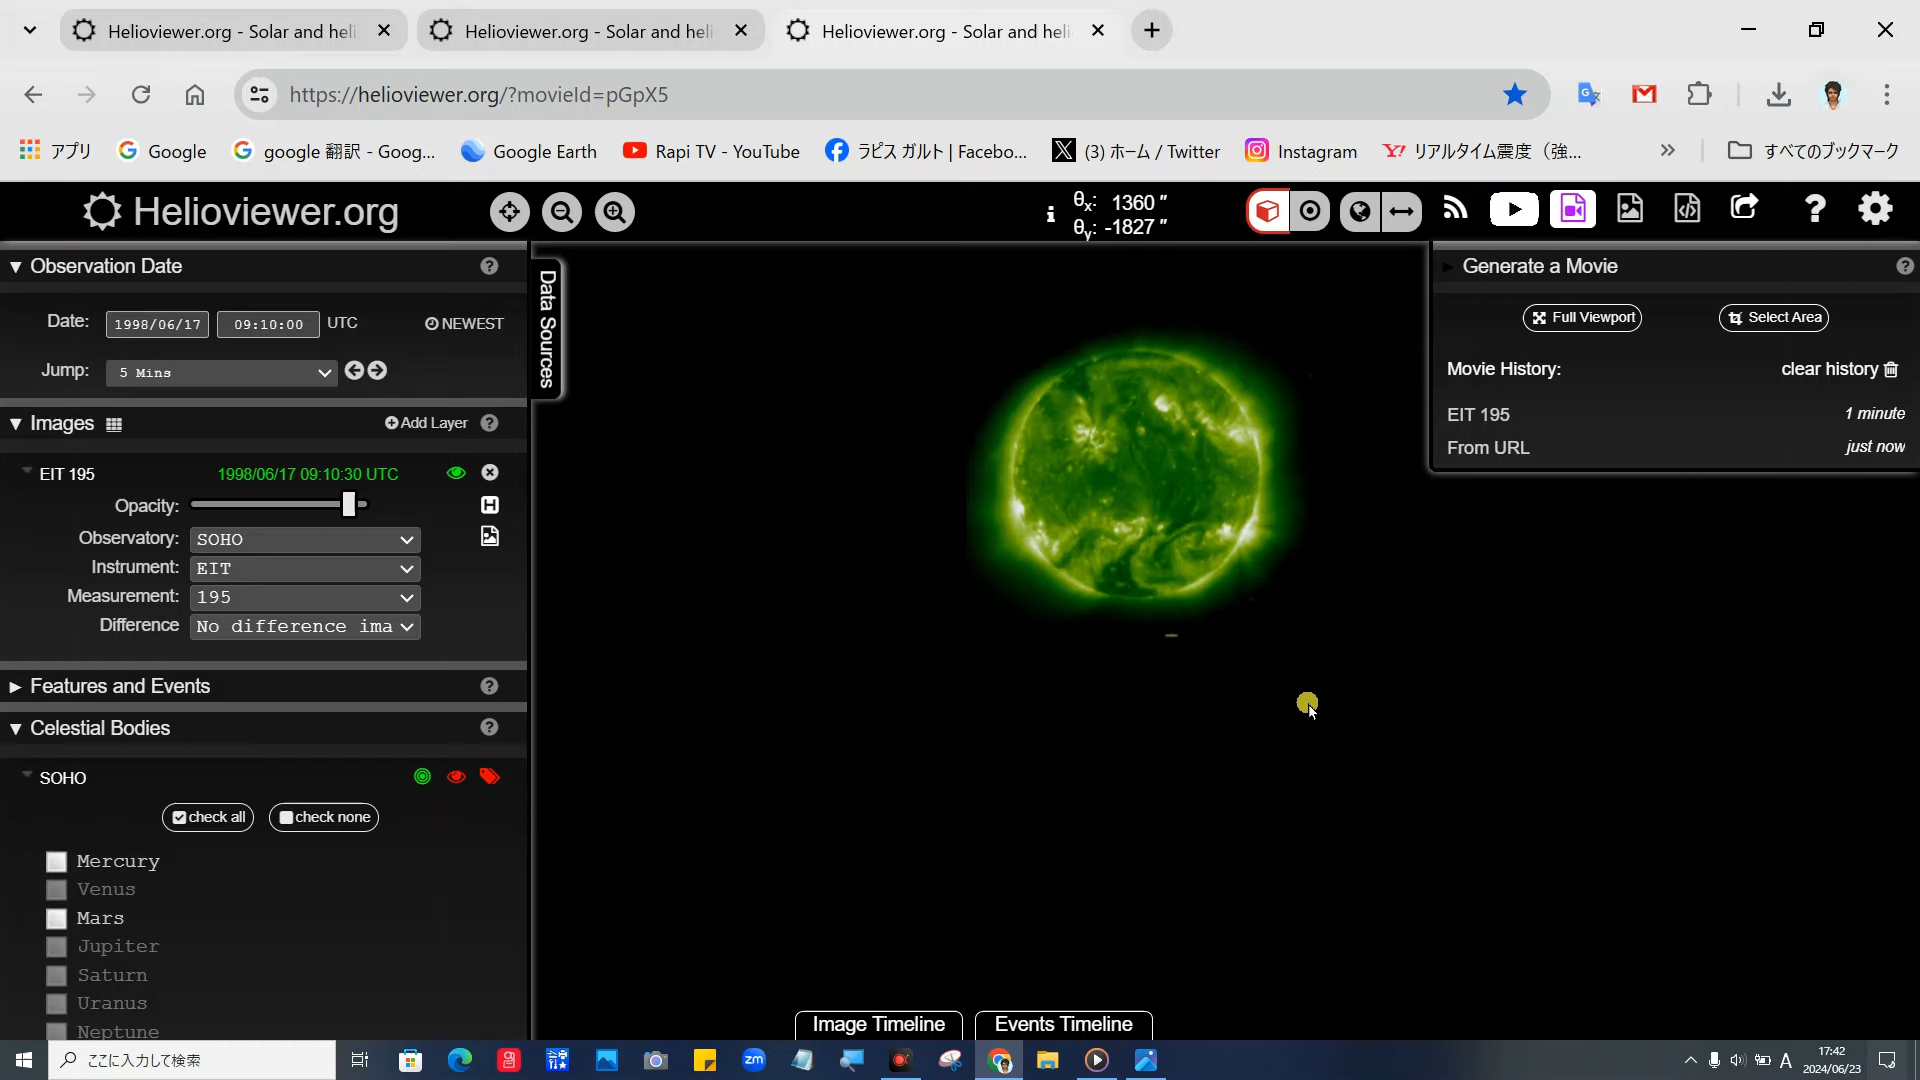 Helioviewer.org - Solar and heli
Helioviewer.org - Solar and heli
Helioviewer.org - Solar and heli
https://helioviewer.org/?movieId=pGpX5
アプリ
Google
google 翻訳 - Goog...
Google Earth
Rapi TV - YouTube
ラピス ガルト | Facebo...
(3) ホーム / Twitter
Instagram
リアルタイム震度（強...
»
すべてのブックマーク
Helioviewer.org
θx: 1360 ″
θy: -1827 ″
Observation Date
Date: 1998/06/17 09:10:00 UTC NEWEST
Jump: 5 Mins
Images
Add Layer
EIT 195 1998/06/17 09:10:30 UTC
Opacity:
Observatory: SOHO
Instrument: EIT
Measurement: 195
Difference No difference ima
Features and Events
Celestial Bodies
SOHO
check all check none
Mercury
Venus
Mars
Jupiter
Saturn
Uranus
Neptune
Data Sources
Generate a Movie
Full Viewport Select Area
Movie History: clear history
EIT 195 1 minute
From URL just now
Image Timeline Events Timeline
ここに入力して検索
zm
A
17:42
2024/06/23